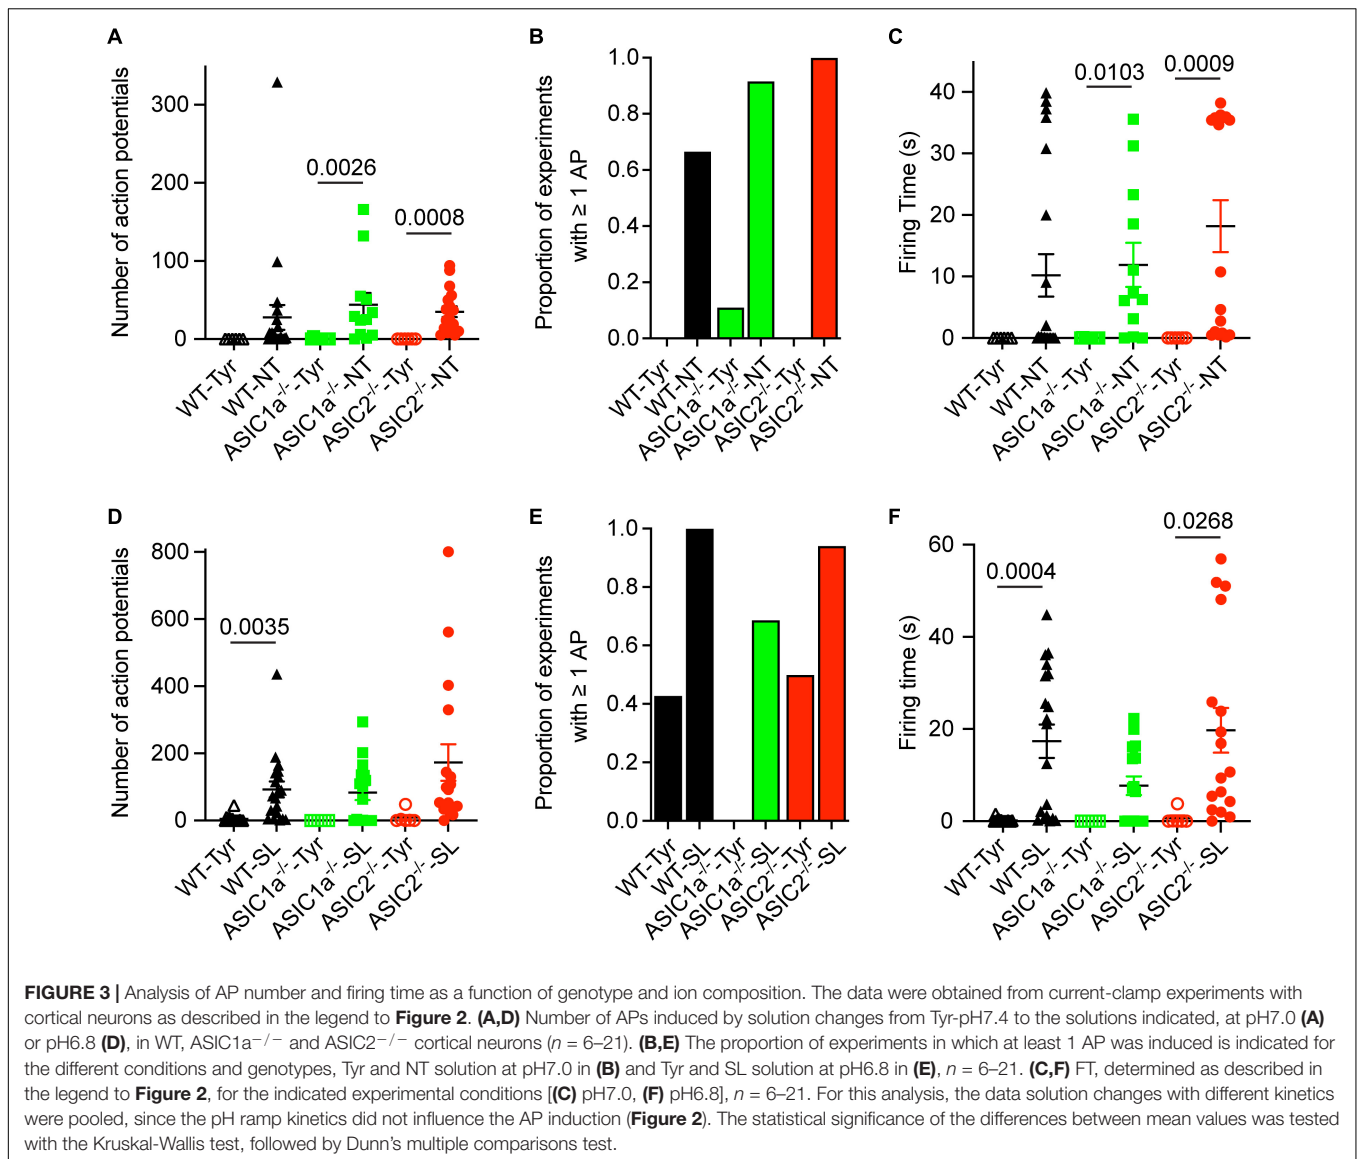 A
Number of action potentials
300
200
100
0
0.0026
0.0008
WT-Tyr
WT-NT
ASIC1a-/--Tyr
ASIC1a-/--NT
ASIC2-/--Tyr
ASIC2-/--NT
B
Proportion of experiments
with ≥ 1 AP
1.0
0.8
0.6
0.4
0.2
0.0
WT-Tyr
WT-NT
ASIC1a-/--Tyr
ASIC1a-/--NT
ASIC2-/--Tyr
ASIC2-/--NT
C
Firing Time (s)
40
30
20
10
0
0.0103
0.0009
WT-Tyr
WT-NT
ASIC1a-/--Tyr
ASIC1a-/--NT
ASIC2-/--Tyr
ASIC2-/--NT
D
Number of action potentials
800
600
400
200
0
0.0035
WT-Tyr
WT-SL
ASIC1a-/--Tyr
ASIC1a-/--SL
ASIC2-/--Tyr
ASIC2-/--SL
E
Proportion of experiments
with ≥ 1 AP
1.0
0.8
0.6
0.4
0.2
0.0
WT-Tyr
WT-SL
ASIC1a-/--Tyr
ASIC1a-/--SL
ASIC2-/--Tyr
ASIC2-/--SL
F
Firing time (s)
60
40
20
0
0.0004
0.0268
WT-Tyr
WT-SL
ASIC1a-/--Tyr
ASIC1a-/--SL
ASIC2-/--Tyr
ASIC2-/--SL
FIGURE 3 | Analysis of AP number and firing time as a function of genotype and ion composition. The data were obtained from current-clamp experiments with
cortical neurons as described in the legend to Figure 2. (A,D) Number of APs induced by solution changes from Tyr-pH7.4 to the solutions indicated, at pH7.0 (A)
or pH6.8 (D), in WT, ASIC1a−/− and ASIC2−/− cortical neurons (n = 6–21). (B,E) The proportion of experiments in which at least 1 AP was induced is indicated for
the different conditions and genotypes, Tyr and NT solution at pH7.0 in (B) and Tyr and SL solution at pH6.8 in (E), n = 6–21. (C,F) FT, determined as described in
the legend to Figure 2, for the indicated experimental conditions [(C) pH7.0, (F) pH6.8], n = 6–21. For this analysis, the data solution changes with different kinetics
were pooled, since the pH ramp kinetics did not influence the AP induction (Figure 2). The statistical significance of the differences between mean values was tested
with the Kruskal-Wallis test, followed by Dunn's multiple comparisons test.